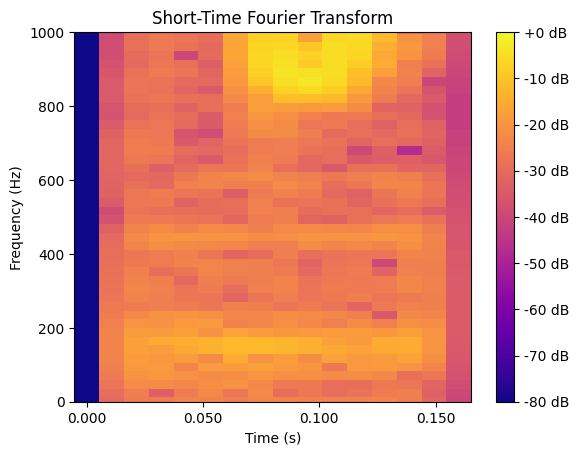 Short-Time Fourier Transform
Frequency (Hz)
1000
800
600
400
200
0
0.000
0.050
0.100
0.150
Time (s)
+0 dB
-10 dB
-20 dB
-30 dB
-40 dB
-50 dB
-60 dB
-70 dB
-80 dB